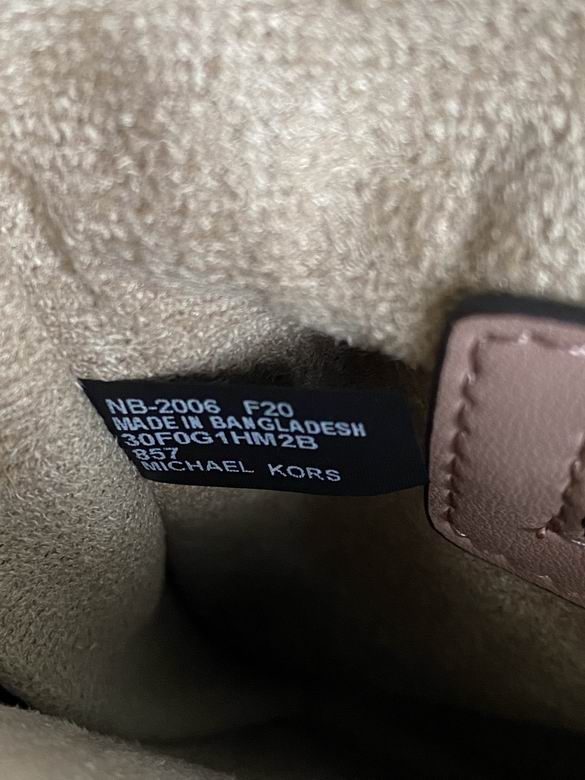 NB-2006 F20
MADE IN BANGLADESH
30F0G1HM2B
857
MICHAEL KORS